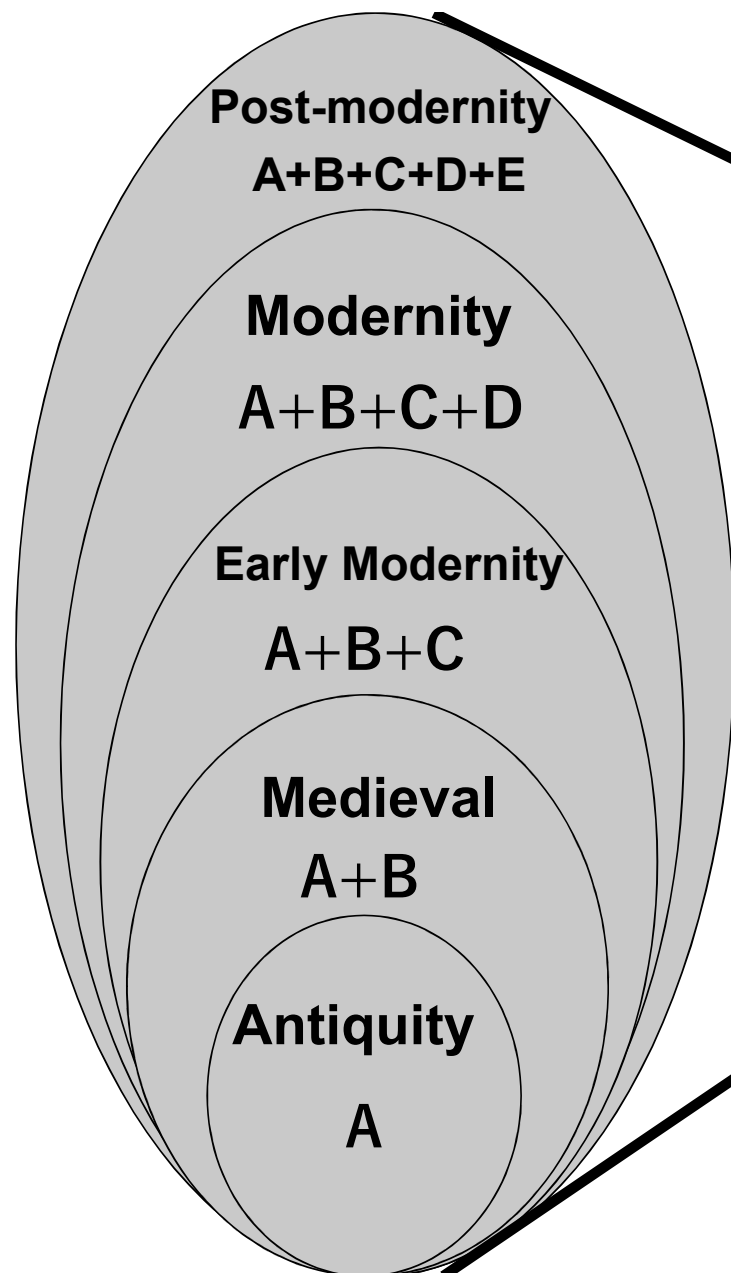 Post-modernity
A+B+C+D+E
Modernity
A+B+C+D
Early Modernity
A+B+C
Medieval
A+B
Antiquity
A